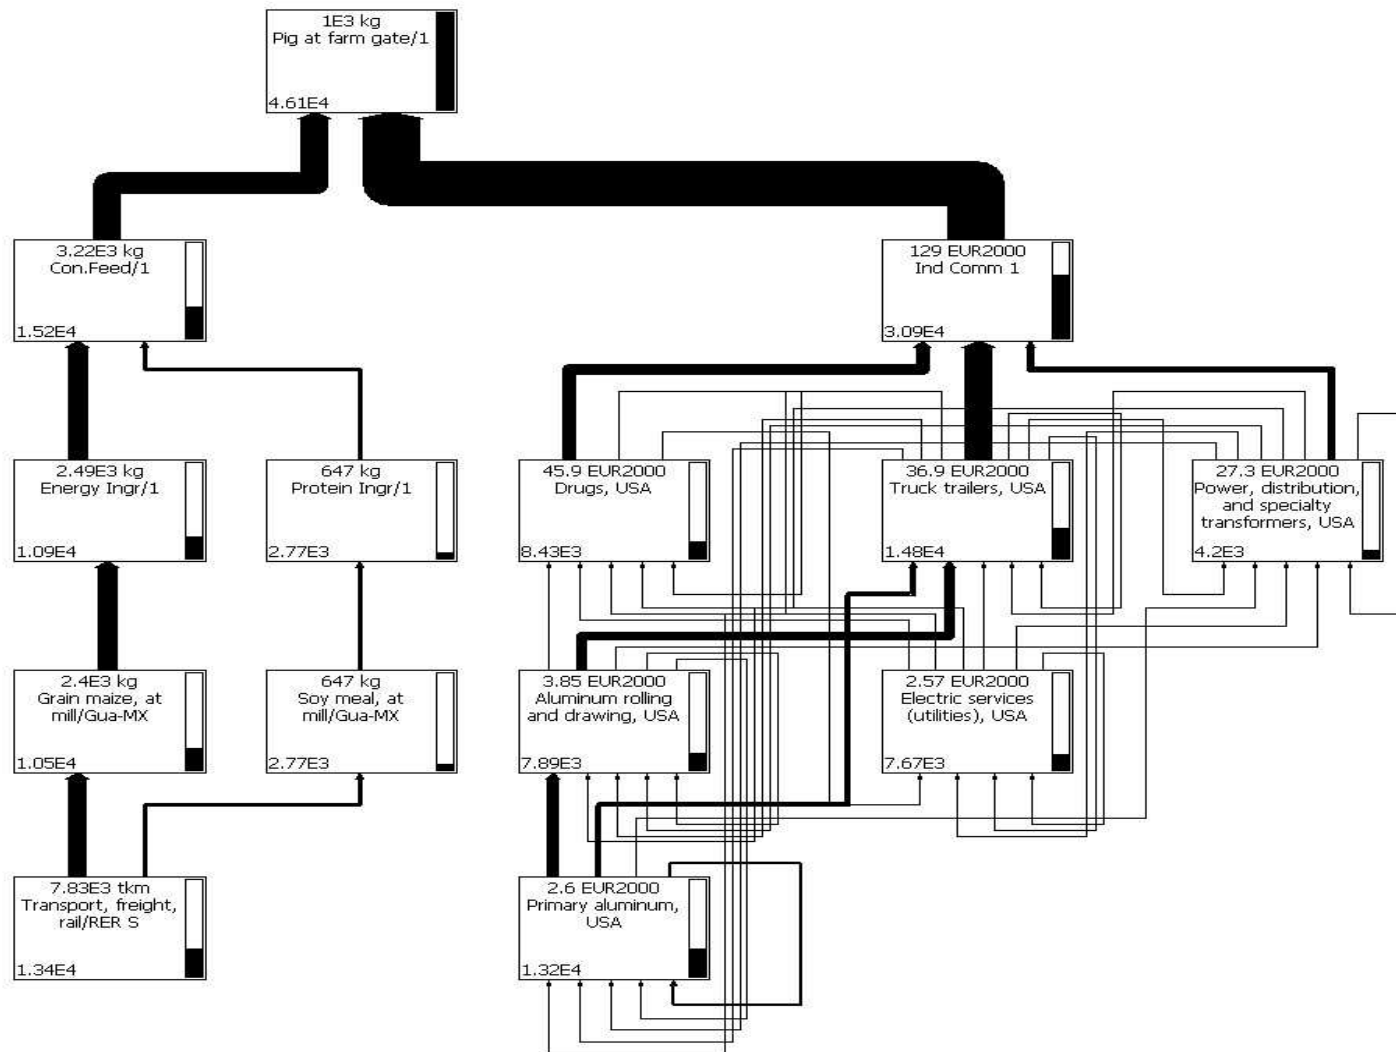 1E3 kg
Pig at farm gate/1
4.61E4
3.22E3 kg
Con.Feed/1
1.52E4
129 EUR2000
Ind Comm 1
3.09E4
2.49E3 kg
Energy Ingr/1
1.09E4
647 kg
Protein Ingr/1
2.77E3
45.9 EUR2000
Drugs, USA
8.43E3
36.9 EUR2000
Truck trailers, USA
1.48E4
27.3 EUR2000
Power, distribution,
and specialty
transformers, USA
4.2E3
2.4E3 kg
Grain maize, at
mill/Gua-MX
1.05E4
647 kg
Soy meal, at
mill/Gua-MX
2.77E3
3.85 EUR2000
Aluminum rolling
and drawing, USA
7.89E3
2.57 EUR2000
Electric services
(utilities), USA
7.67E3
7.83E3 tkm
Transport, freight,
rail/RER S
1.34E4
2.6 EUR2000
Primary aluminum,
USA
1.32E4